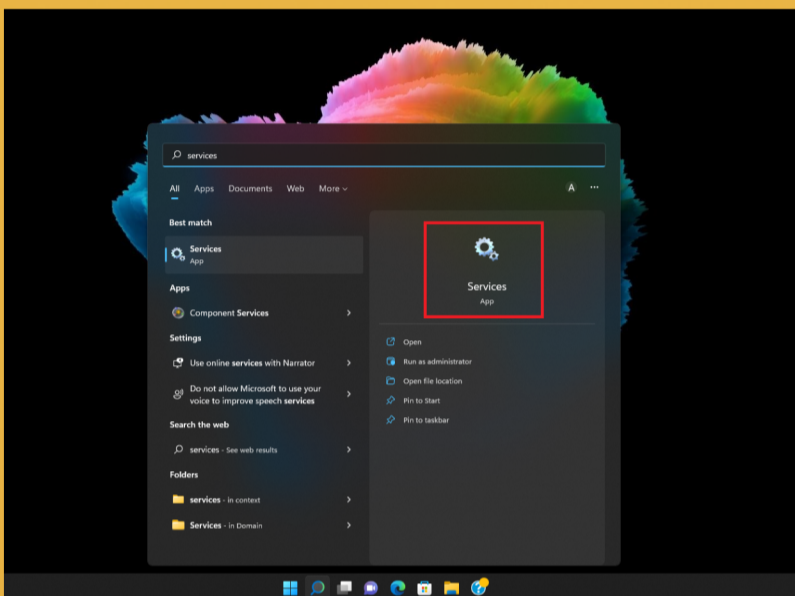 services
All Apps Documents Web More A ...
Best match
Services
App
Apps
Component Services
Settings
Use online services with Narrator
Do not allow Microsoft to use your
voice to improve speech services
Search the web
services - See web results
Folders
services - in context
Services - in Domain
Services
App
Open
Run as administrator
Open file location
Pin to Start
Pin to taskbar